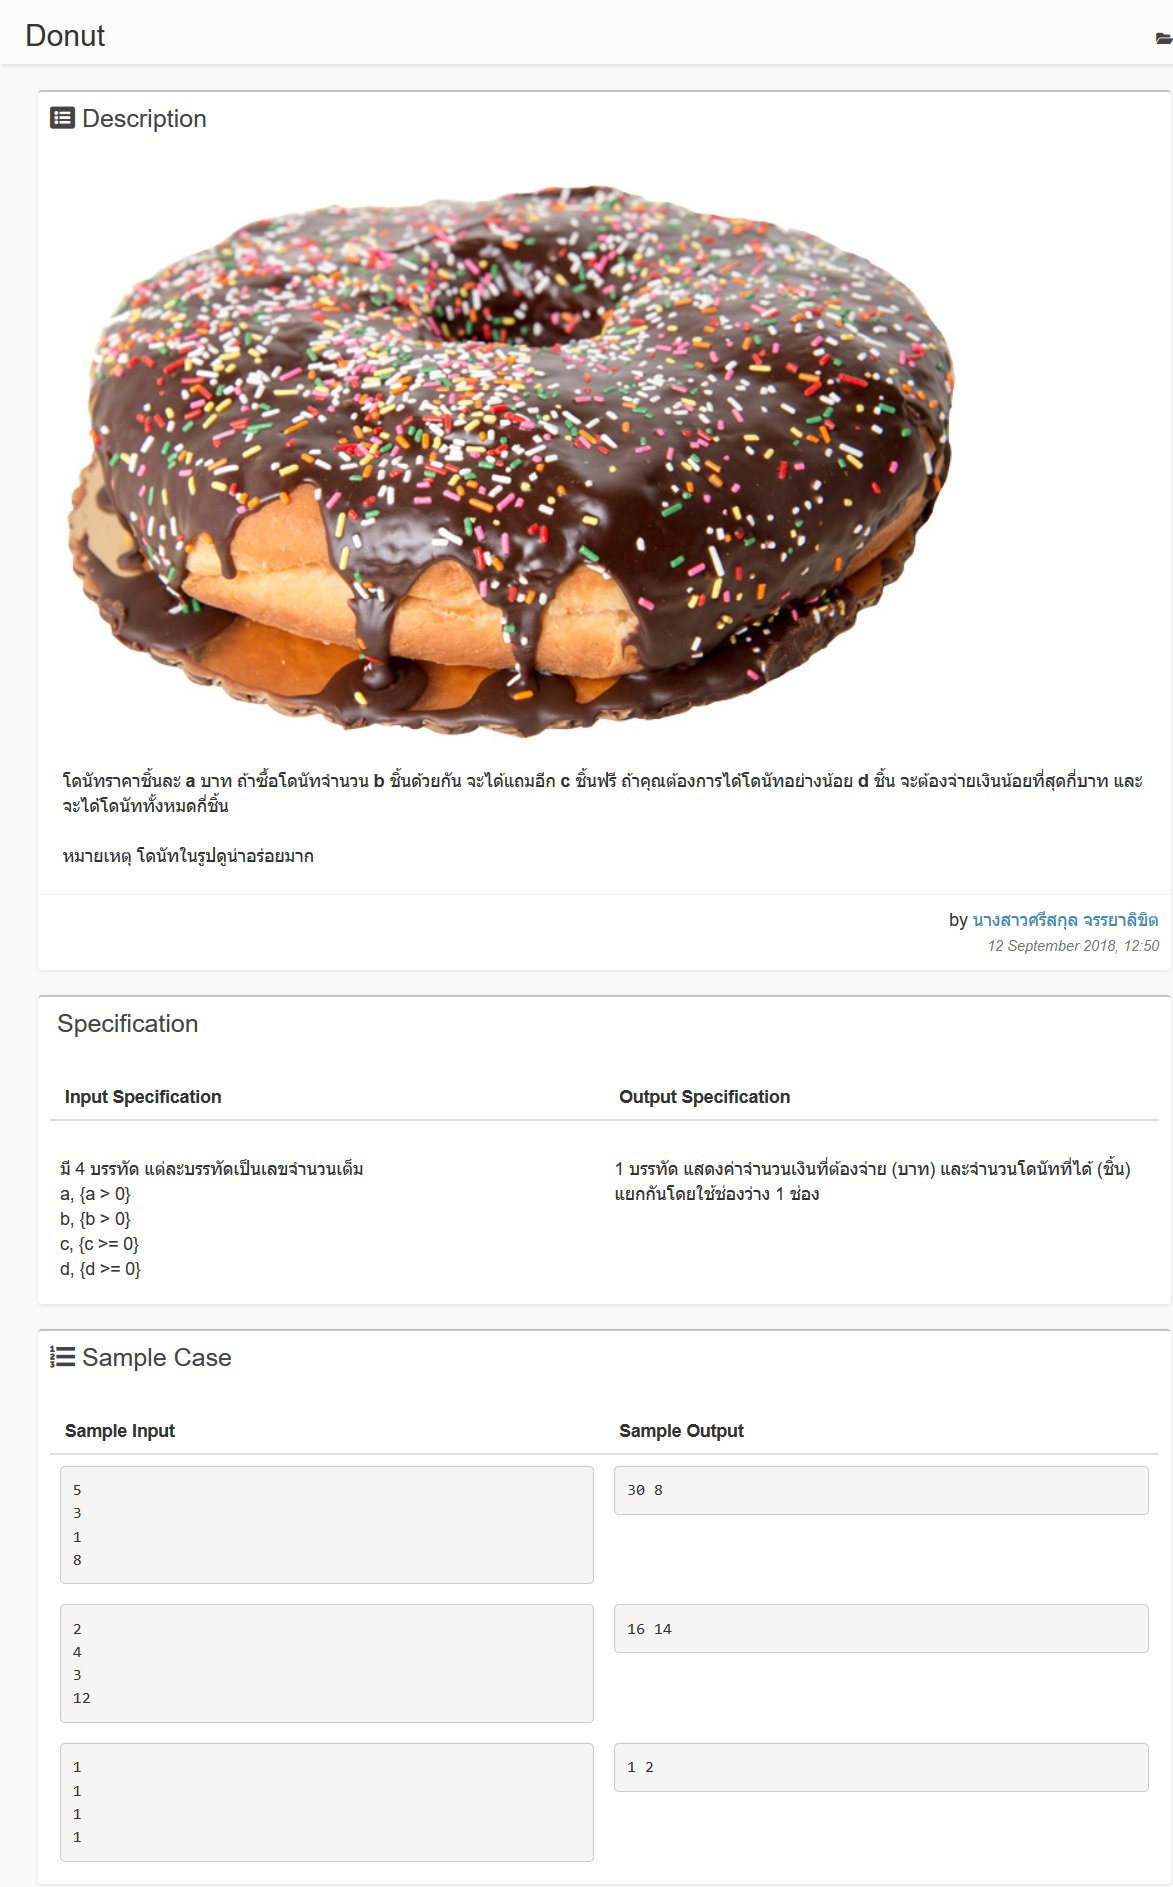 Donut
Description
โดนัทราคาชิ้นละ a บาท ถ้าซื้อโดนัทจำนวน b ชิ้นด้วยกัน จะได้แถมอีก c ชิ้นฟรี ถ้าคุณต้องการได้โดนัทอย่างน้อย d ชิ้น จะต้องจ่ายเงินน้อยที่สุดกี่บาท และ
จะได้โดนัททั้งหมดกี่ชิ้น
หมายเหตุ โดนัทในรูปดูน่าอร่อยมาก
by นางสาวศรีสกุล จรรยาลิขิต
12 September 2018, 12:50
Specification
Input Specification
Output Specification
มี 4 บรรทัด แต่ละบรรทัดเป็นเลขจำนวนเต็ม
a, {a > 0}
b, {b > 0}
c, {c >= 0}
d, {d >= 0}
1 บรรทัด แสดงค่าจำนวนเงินที่ต้องจ่าย (บาท) และจำนวนโดนัทที่ได้ (ชิ้น)
แยกกันโดยใช้ช่องว่าง 1 ช่อง
Sample Case
Sample Input
Sample Output
5
3
1
8
30 8
2
4
3
12
16 14
1
1
1
1
1 2